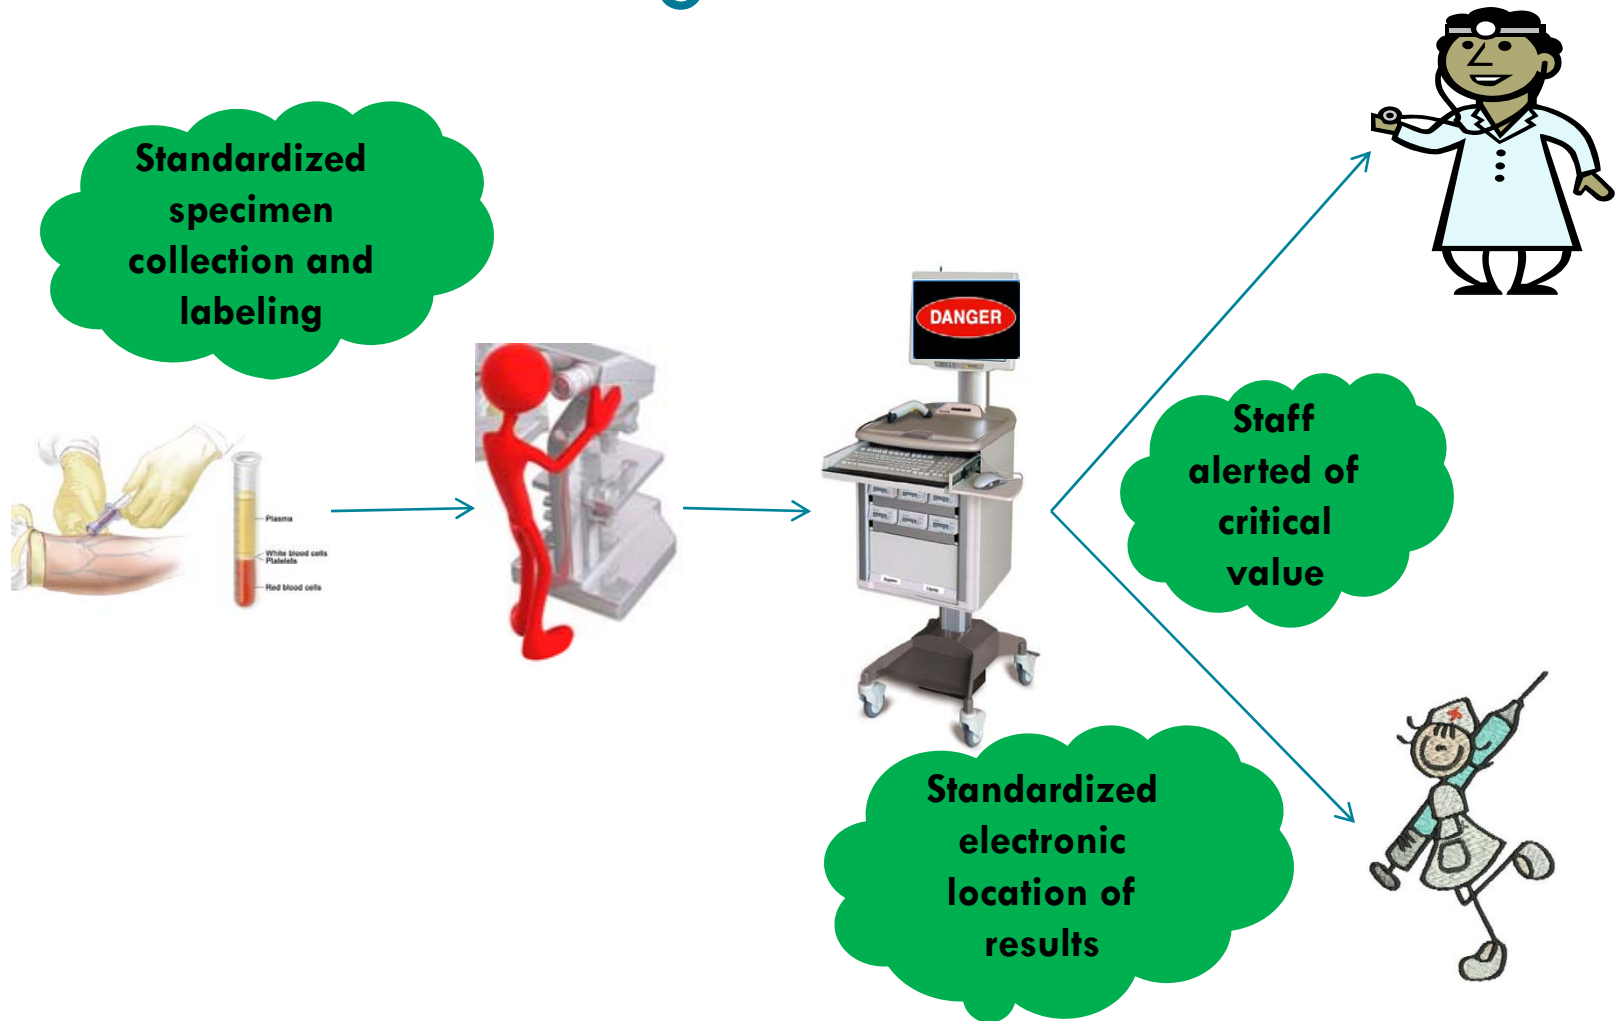 Standardized
specimen
collection and
labeling
DANGER
Staff
alerted of
critical
value
Plasma
White blood cells
Platelets
Red blood cells
Standardized
electronic
location of
results